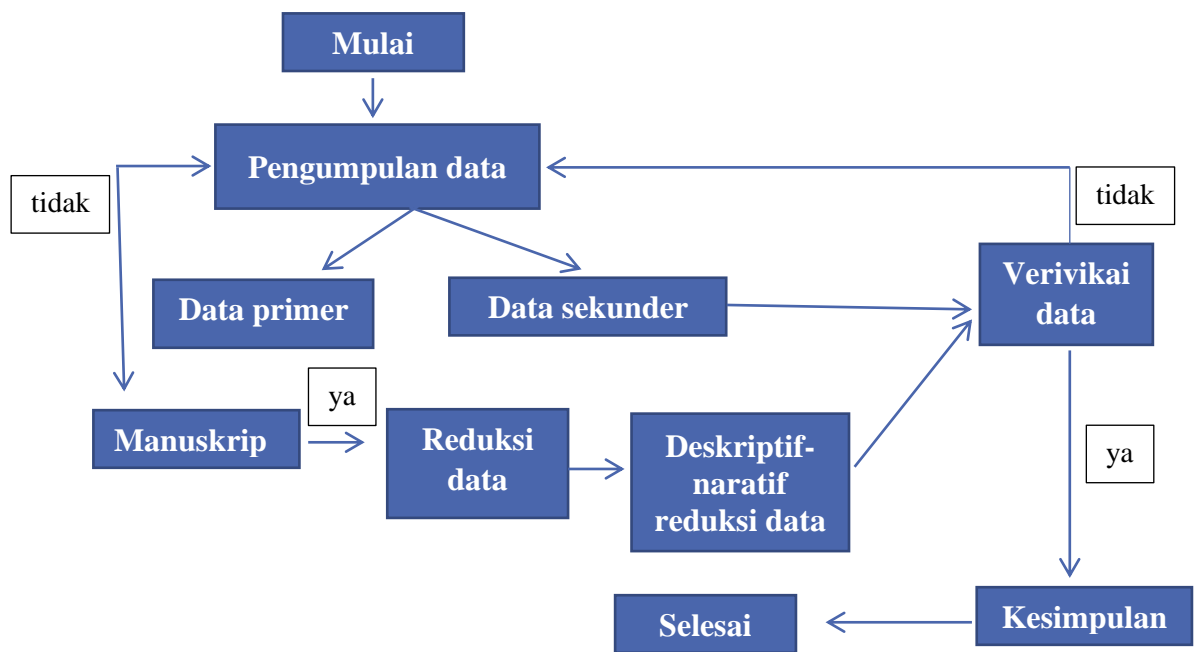 Mulai
Pengumpulan data
tidak
tidak
Data primer
Data sekunder
Verivikai
data
ya
Manuskrip
Reduksi
data
Deskriptif-
naratif
reduksi data
ya
Selesai
Kesimpulan